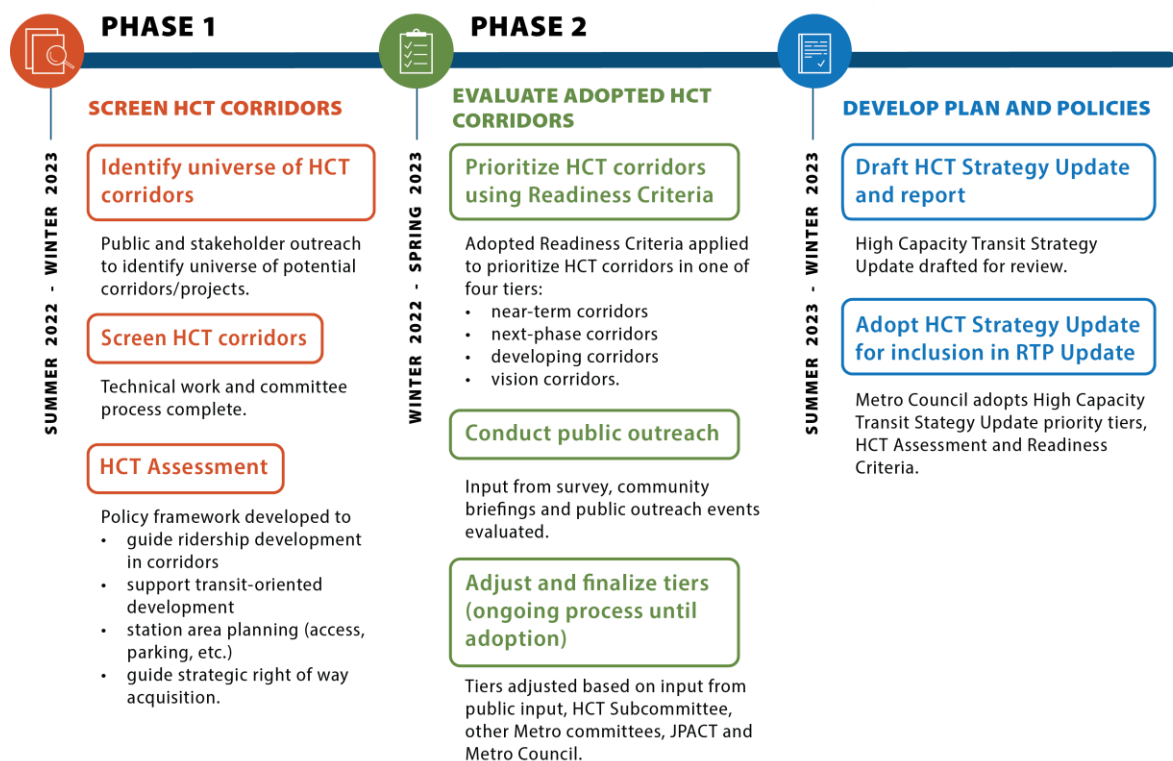 PHASE 1
SUMMER 2022 - WINTER 2023
SCREEN HCT CORRIDORS
Identify universe of HCT
corridors
Public and stakeholder outreach
to identify universe of potential
corridors/projects.
Screen HCT corridors
Technical work and committee
process complete.
HCT Assessment
Policy framework developed to
• guide ridership development
in corridors
• support transit-oriented
development
• station area planning (access,
parking, etc.)
• guide strategic right of way
acquisition.
PHASE 2
WINTER 2022 - SPRING 2023
EVALUATE ADOPTED HCT
CORRIDORS
Prioritize HCT corridors
using Readiness Criteria
Adopted Readiness Criteria applied
to prioritize HCT corridors in one of
four tiers:
• near-term corridors
• next-phase corridors
• developing corridors
• vision corridors.
Conduct public outreach
Input from survey, community
briefings and public outreach events
evaluated.
Adjust and finalize tiers
(ongoing process until
adoption)
Tiers adjusted based on input from
public input, HCT Subcommittee,
other Metro committees, JPACT and
Metro Council.
SUMMER 2023 - WINTER 2023
DEVELOP PLAN AND POLICIES
Draft HCT Strategy Update
and report
High Capacity Transit Strategy
Update drafted for review.
Adopt HCT Strategy Update
for inclusion in RTP Update
Metro Council adopts High Capacity
Transit Stategy Update priority tiers,
HCT Assessment and Readiness
Criteria.